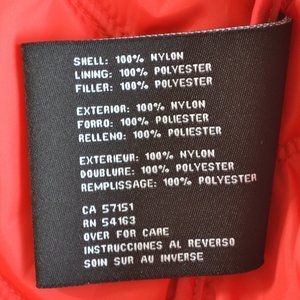 SHELL: 100% NYLON
LINING: 100% POLYESTER
FILLER: 100% POLYESTER
EXTERIOR: 100% NYLON
FORRO: 100% POLIESTER
RELLENO: 100% POLIESTER
EXTERIEUR: 100% NYLON
DOUBLURE: 100% POLYESTER
REMPLISSAGE: 100% POLYESTER
CA 57151
RN 54163
OVER FOR CARE
INSTRUCCIONES AL REVERSO
SOIN SUR AU INVERSE